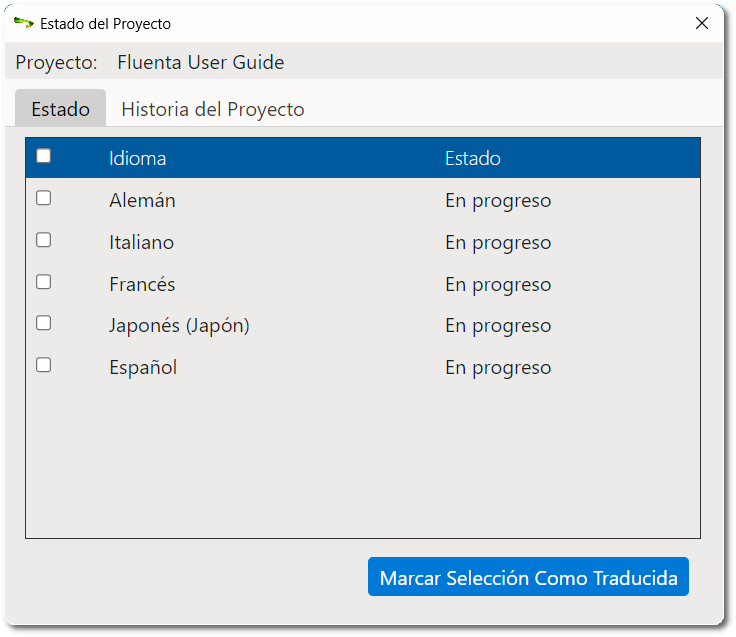 Estado del Proyecto
Proyecto: Fluenta User Guide
Estado Historia del Proyecto
Idioma Estado
Alemán En progreso
Italiano En progreso
Francés En progreso
Japonés (Japón) En progreso
Español En progreso
Marcar Selección Como Traducida